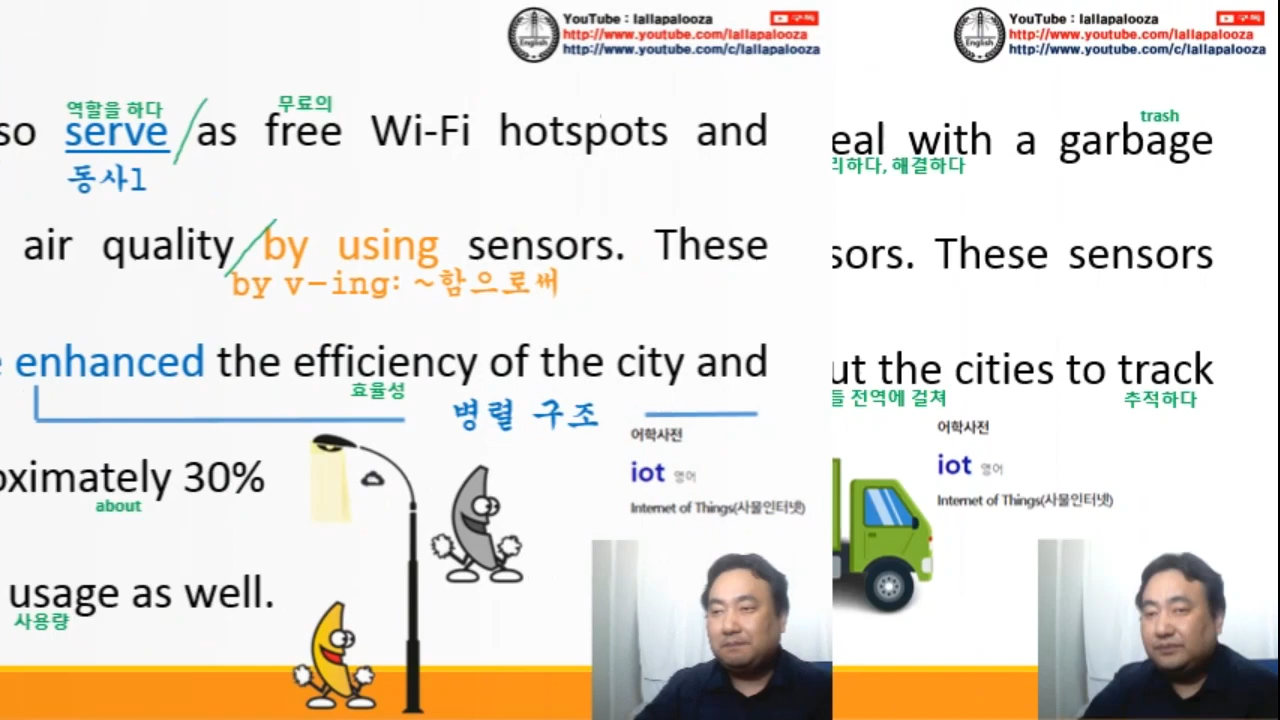 YouTube : lallapalooza
구독
http://www.youtube.com/lallapalooza
http://www.youtube.com/c/lallapalooza
English
역할을 하다 무료의
so serve as free Wi-Fi hotspots and
동사1
air quality by using sensors. These
by v-ing: ~함으로써
e enhanced the efficiency of the city and
효율성
병렬 구조
oximately 30%
about
usage as well.
사용량
어학사전
iot 영어
Internet of Things(사물인터넷)
YouTube : lallapalooza
구독
http://www.youtube.com/lallapalooza
http://www.youtube.com/c/lallapalooza
English
trash
eal with a garbage
리하다, 해결하다
sors. These sensors
ut the cities to track
들 전역에 걸쳐 추적하다
어학사전
iot 영어
Internet of Things(사물인터넷)